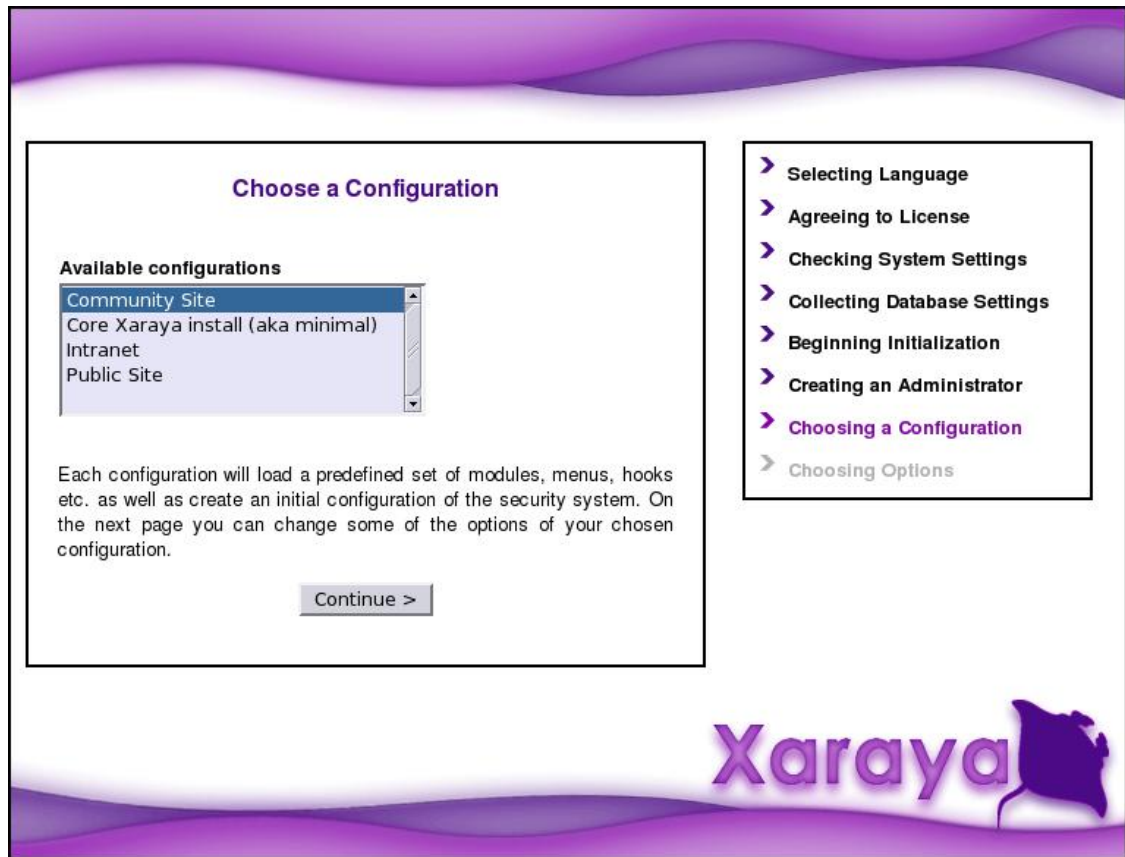 Choose a Configuration
Available configurations
Community Site
Core Xaraya install (aka minimal)
Intranet
Public Site
Each configuration will load a predefined set of modules, menus, hooks
etc. as well as create an initial configuration of the security system. On
the next page you can change some of the options of your chosen
configuration.
Continue >
Selecting Language
Agreeing to License
Checking System Settings
Collecting Database Settings
Beginning Initialization
Creating an Administrator
Choosing a Configuration
Choosing Options
Xaraya